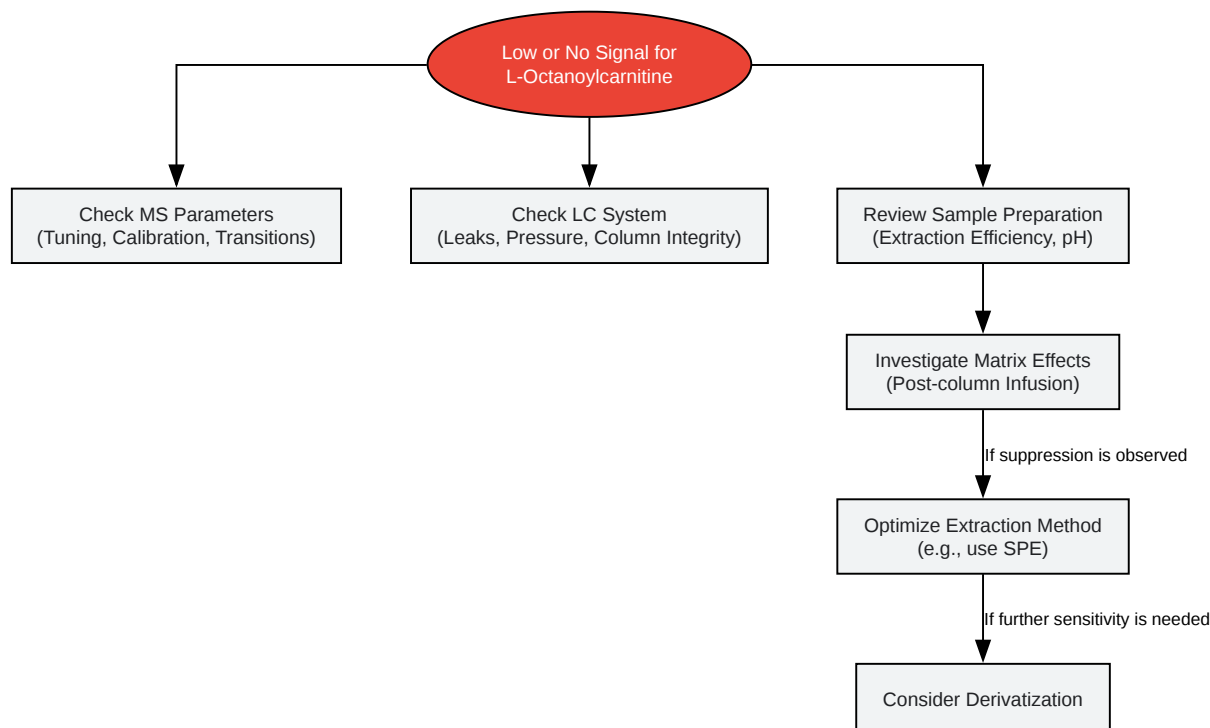 Low or No Signal for
L-Octanoylcarnitine
Check MS Parameters
(Tuning, Calibration, Transitions)
Check LC System
(Leaks, Pressure, Column Integrity)
Review Sample Preparation
(Extraction Efficiency, pH)
Investigate Matrix Effects
(Post-column Infusion)
If suppression is observed
Optimize Extraction Method
(e.g., use SPE)
If further sensitivity is needed
Consider Derivatization